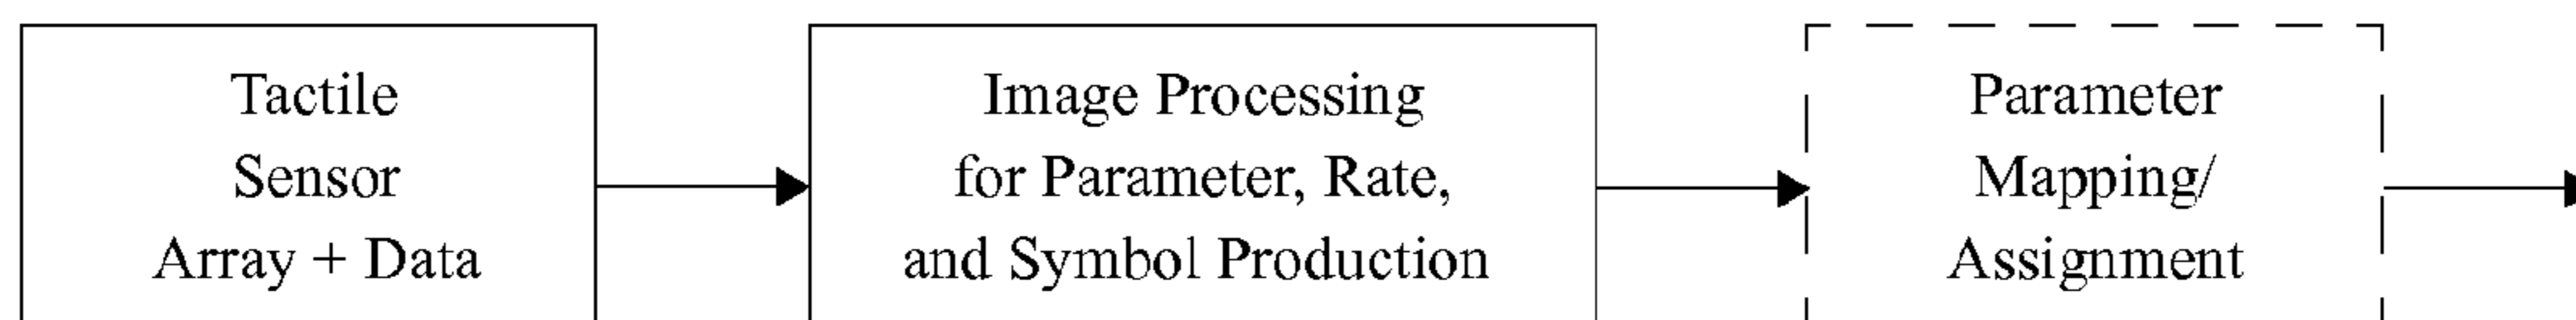 Tactile
Sensor
Array + Data
Image Processing
for Parameter, Rate,
and Symbol Production
Parameter
Mapping/
Assignment